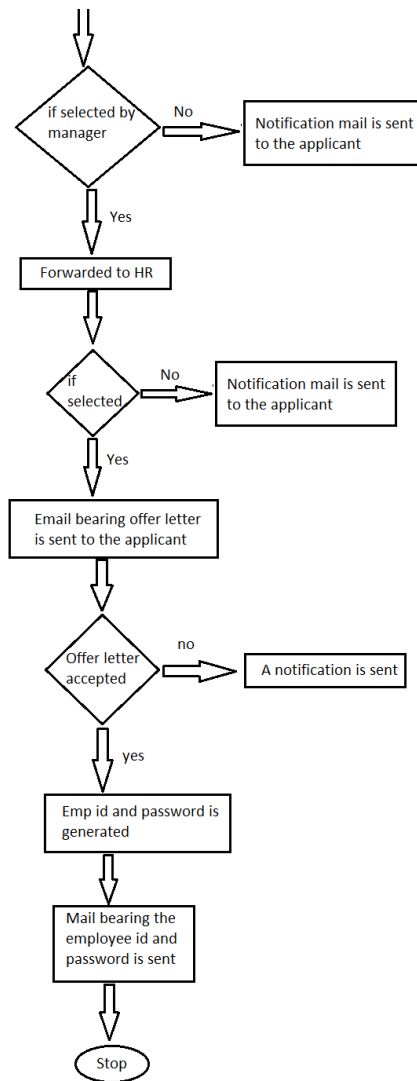 if selected by
manager
No
Notification mail is sent
to the applicant
Yes
Forwarded to HR
if
selected
No
Notification mail is sent
to the applicant
Yes
Email bearing offer letter
is sent to the applicant
Offer letter
accepted
no
A notification is sent
yes
Emp id and password is
generated
Mail bearing the
employee id and
password is sent
Stop